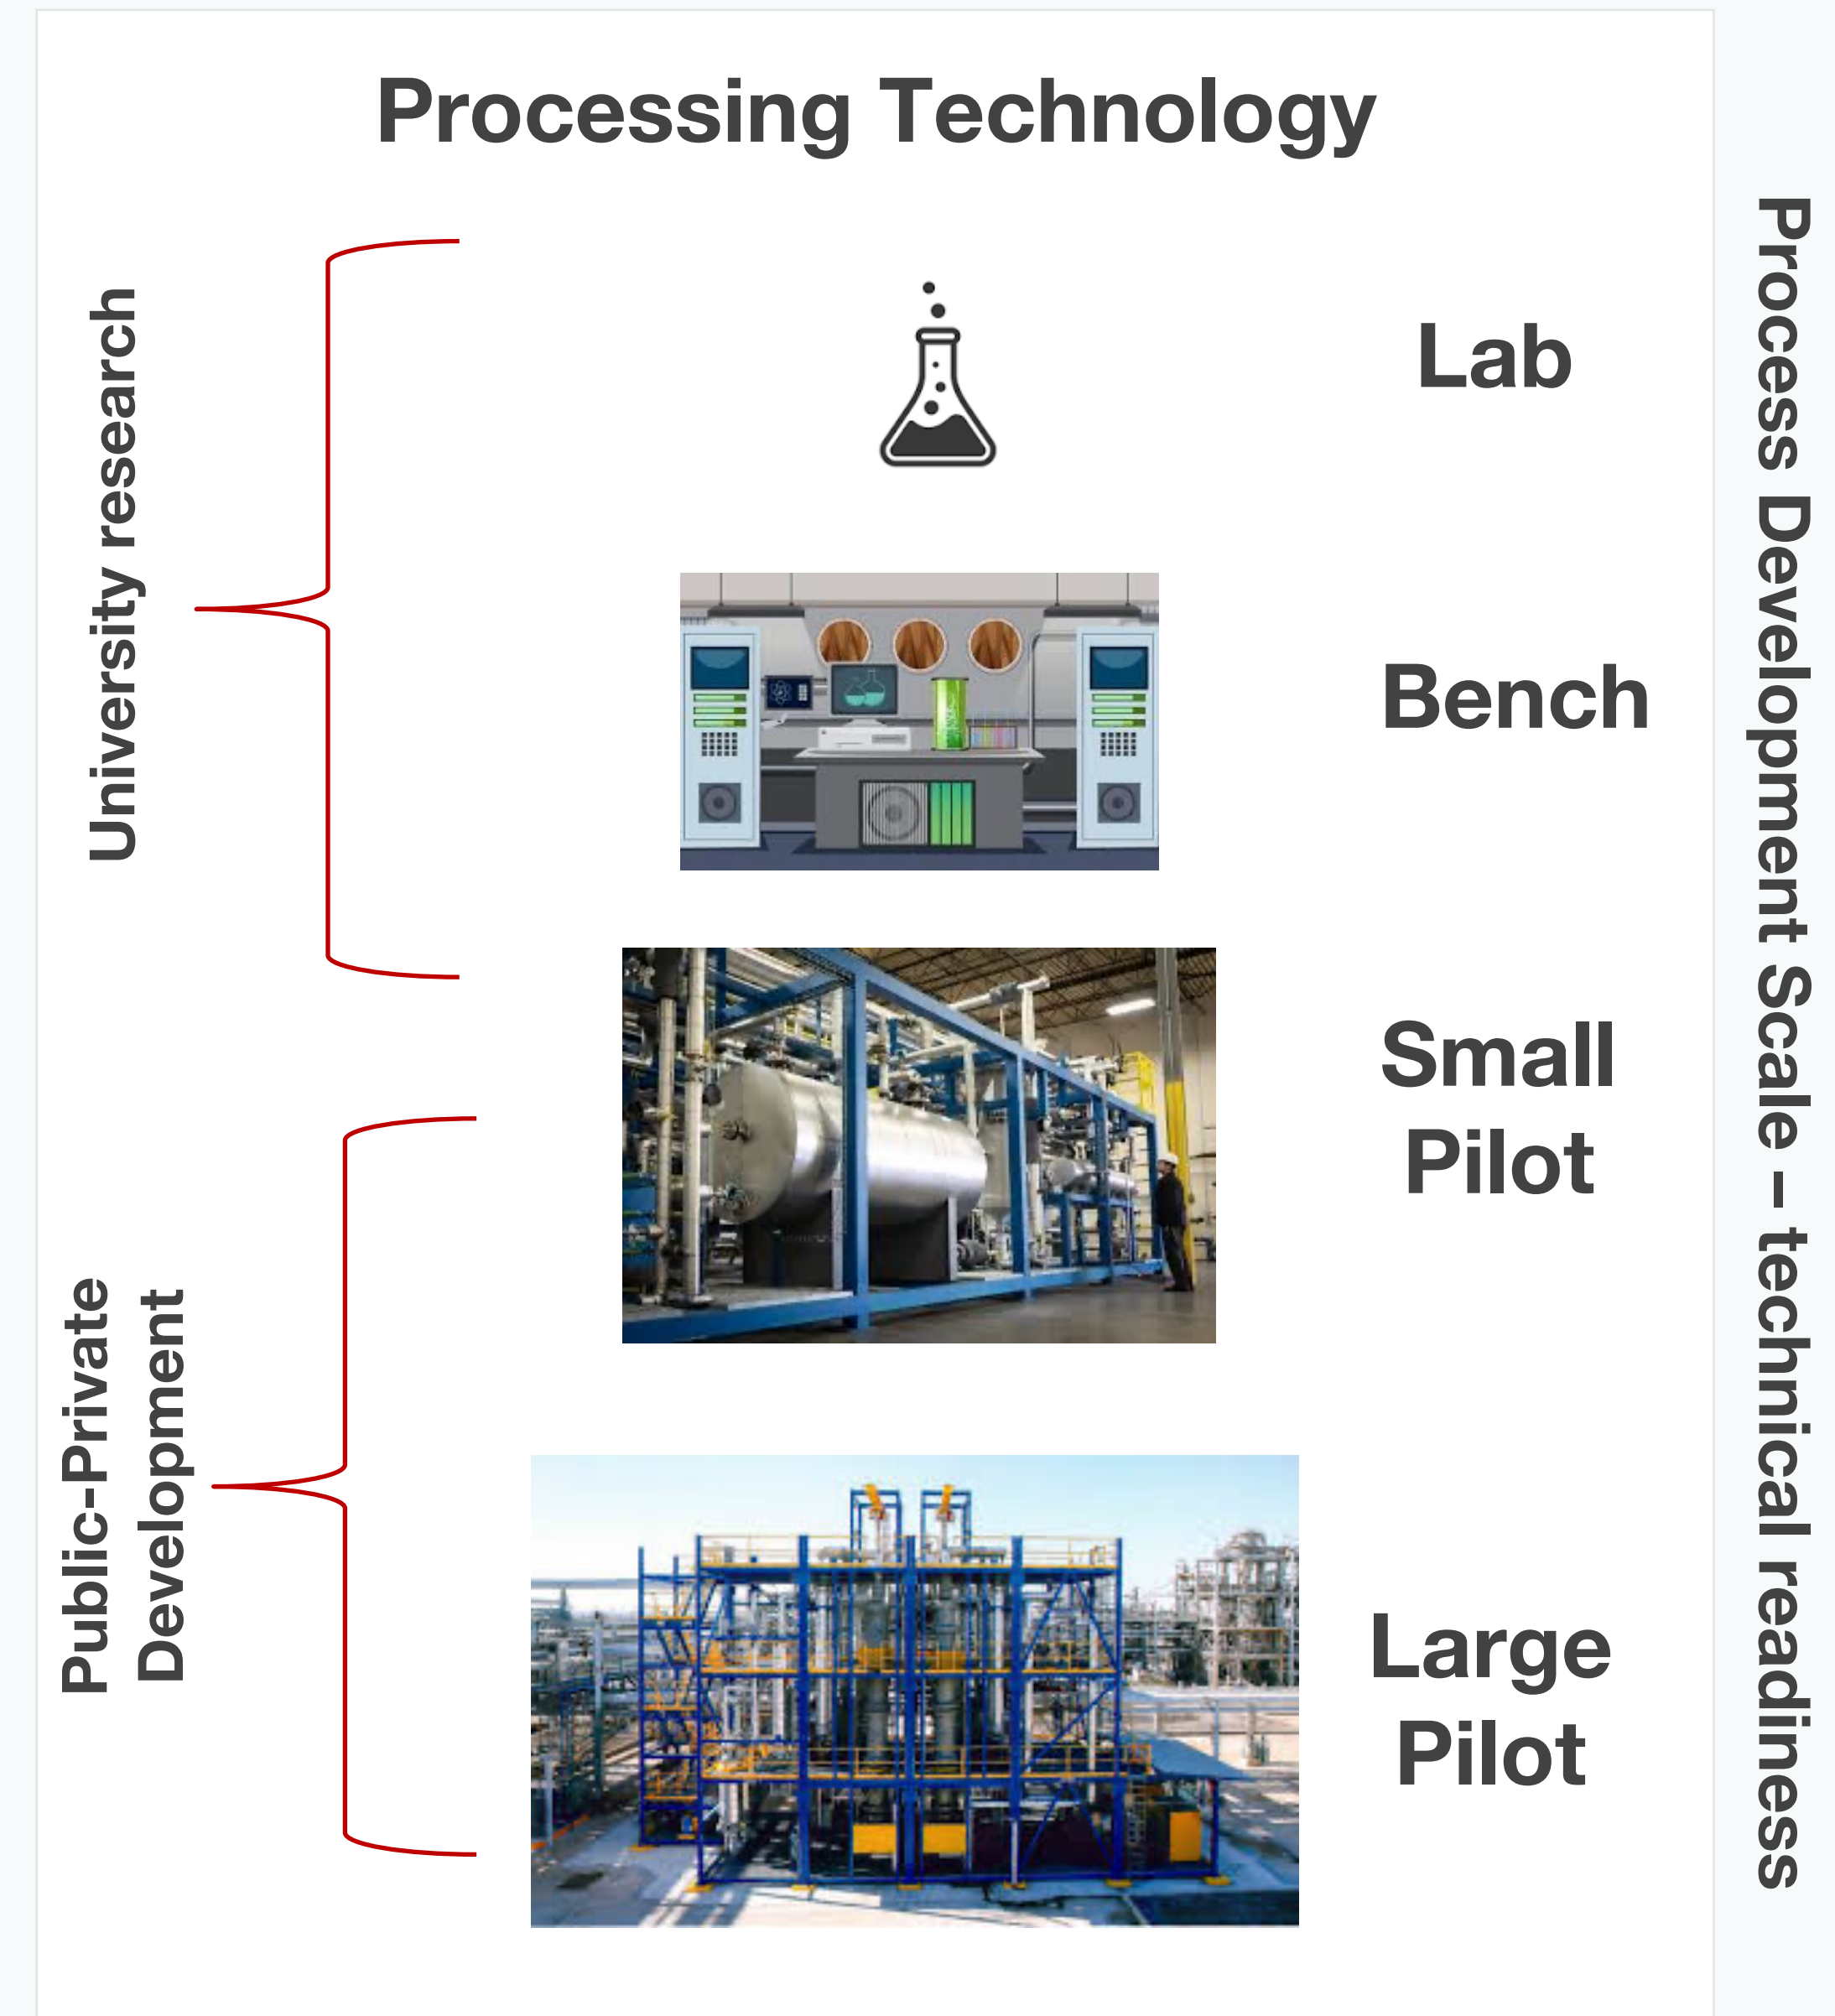 Processing Technology
University research
Lab
Bench
Small
Pilot
Public-Private
Development
Large
Pilot
Process Development Scale – technical readiness